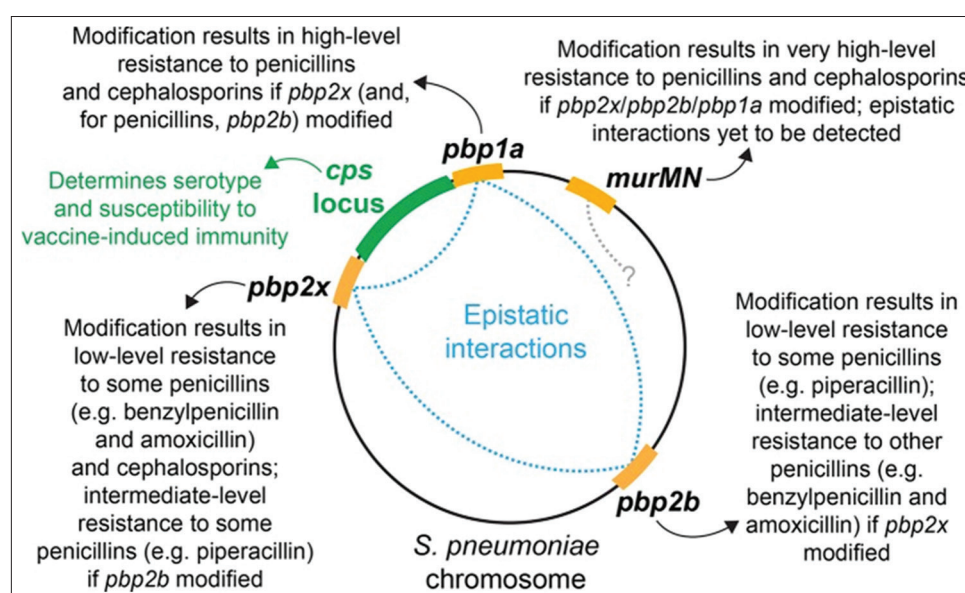 Modification results in high-level
resistance to penicillins
and cephalosporins if pbp2x (and,
for penicillins, pbp2b) modified
Modification results in very high-level
resistance to penicillins and cephalosporins
if pbp2x/pbp2b/pbp1a modified; epistatic
interactions yet to be detected
pbp1a
murMN
cps
locus
Determines serotype
and susceptibility to
vaccine-induced immunity
?
pbp2x
Modification results in
low-level resistance
to some penicillins
(e.g. benzylpenicillin
and amoxicillin)
and cephalosporins;
intermediate-level
resistance to some
penicillins (e.g. piperacillin)
if pbp2b modified
Epistatic
interactions
Modification results in
low-level resistance
to some penicillins
(e.g. piperacillin);
intermediate-level
resistance to other
penicillins (e.g.
benzylpenicillin and
amoxicillin) if pbp2x
modified
pbp2b
S. pneumoniae
chromosome